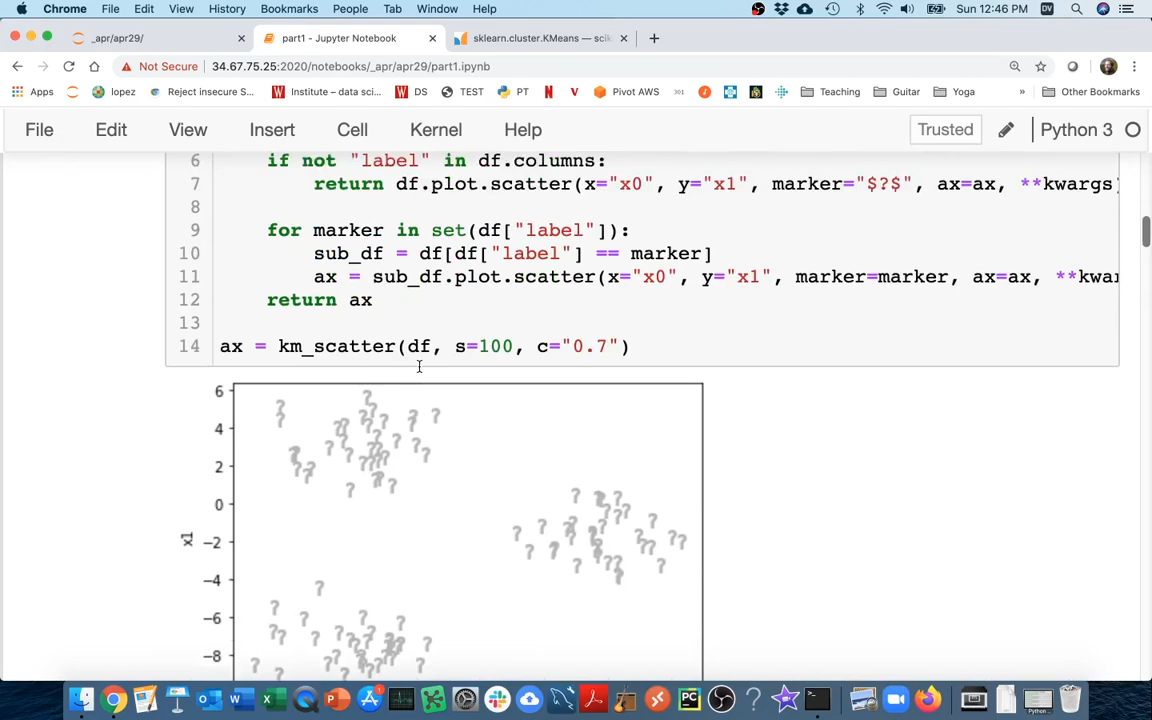 Chrome File Edit View History Bookmarks People Tab Window Help Sun 12:46 PM DV
_apr/apr29/ part1 - Jupyter Notebook sklearn.cluster.KMeans — sciki
Not Secure 34.67.75.25:2020/notebooks/_apr/apr29/part1.ipynb
Apps lopez Reject insecure S... Institute – data sci... DS TEST PT Pivot AWS 301 Teaching Guitar Yoga » Other Bookmarks
File Edit View Insert Cell Kernel Help Trusted Python 3
6 if not "label" in df.columns:
7 return df.plot.scatter(x="x0", y="x1", marker="$?$", ax=ax, **kwargs)
8
9 for marker in set(df["label"]):
10 sub_df = df[df["label"] == marker]
11 ax = sub_df.plot.scatter(x="x0", y="x1", marker=marker, ax=ax, **kwar
12 return ax
13
14 ax = km_scatter(df, s=100, c="0.7")
6
4
2
0
−2
−4
−6
−8
x1